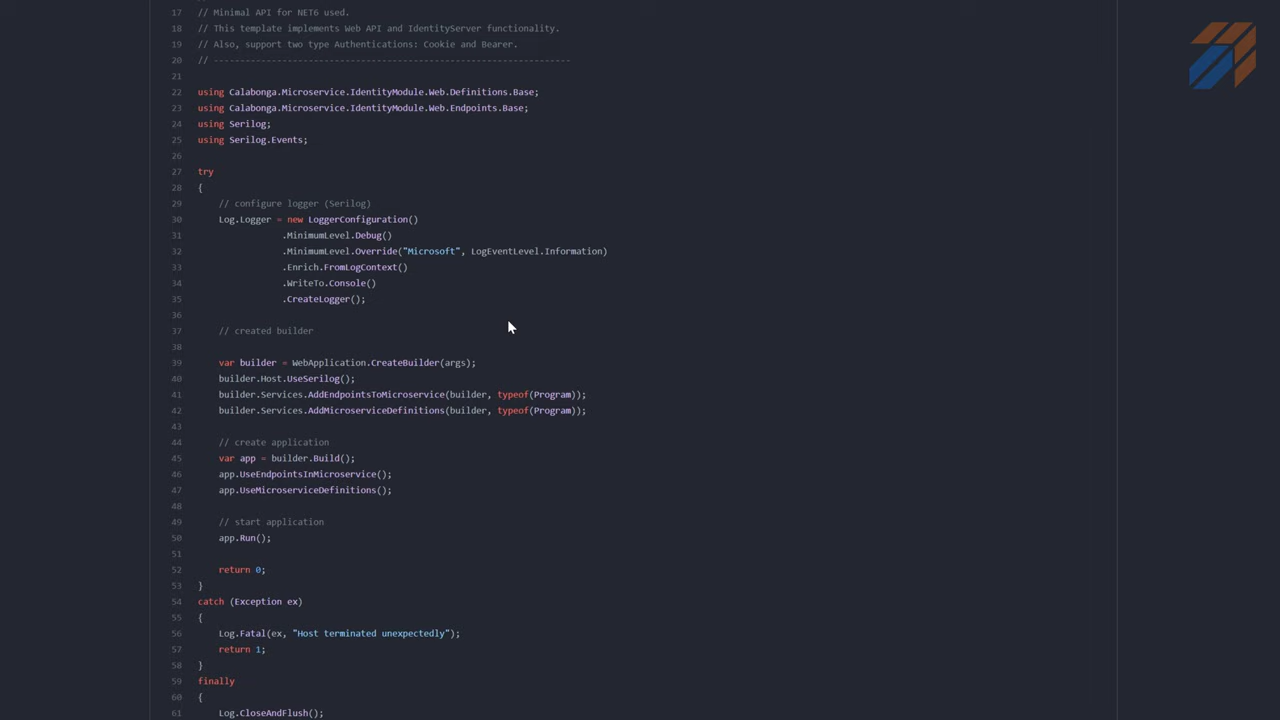 17 // Minimal API for NET6 used.
18 // This template implements Web API and IdentityServer functionality.
19 // Also, support two type Authentications: Cookie and Bearer.
20 // --------------------------------------------------------------------
21
22 using Calabonga.Microservice.IdentityModule.Web.Definitions.Base;
23 using Calabonga.Microservice.IdentityModule.Web.Endpoints.Base;
24 using Serilog;
25 using Serilog.Events;
26
27 try
28 {
29 // configure logger (Serilog)
30 Log.Logger = new LoggerConfiguration()
31 .MinimumLevel.Debug()
32 .MinimumLevel.Override("Microsoft", LogEventLevel.Information)
33 .Enrich.FromLogContext()
34 .WriteTo.Console()
35 .CreateLogger();
36
37 // created builder
38
39 var builder = WebApplication.CreateBuilder(args);
40 builder.Host.UseSerilog();
41 builder.Services.AddEndpointsToMicroservice(builder, typeof(Program));
42 builder.Services.AddMicroserviceDefinitions(builder, typeof(Program));
43
44 // create application
45 var app = builder.Build();
46 app.UseEndpointsInMicroservice();
47 app.UseMicroserviceDefinitions();
48
49 // start application
50 app.Run();
51
52 return 0;
53 }
54 catch (Exception ex)
55 {
56 Log.Fatal(ex, "Host terminated unexpectedly");
57 return 1;
58 }
59 finally
60 {
61 Log.CloseAndFlush();